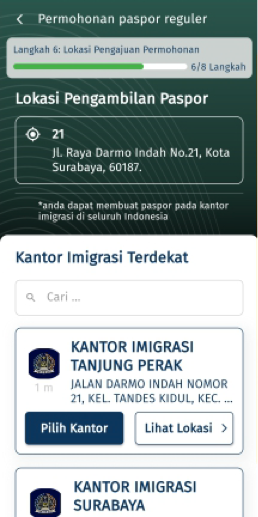 Permohonan paspor reguler
Langkah 6: Lokasi Pengajuan Permohonan
6/8 Langkah
Lokasi Pengambilan Paspor
21
Jl. Raya Darmo Indah No.21, Kota
Surabaya, 60187.
*anda dapat membuat paspor pada kantor
imigrasi di seluruh Indonesia
Kantor Imigrasi Terdekat
Cari ...
KANTOR IMIGRASI
TANJUNG PERAK
1 m
JALAN DARMO INDAH NOMOR
21, KEL. TANDES KIDUL, KEC. ...
Pilih Kantor
Lihat Lokasi >
KANTOR IMIGRASI
SURABAYA